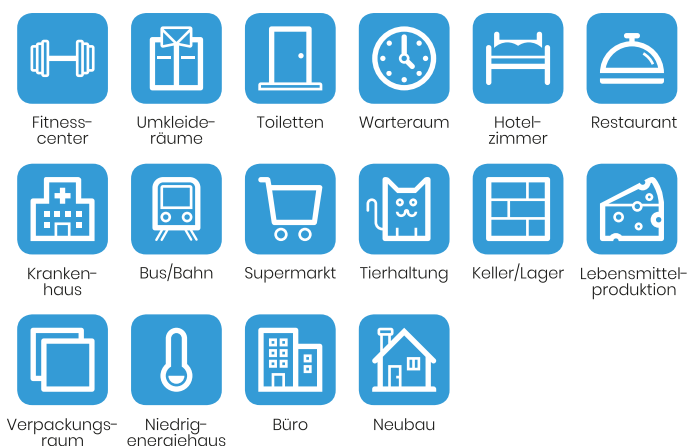 Fitness-
center
Umkleide-
räume
Toiletten
Warteraum
Hotel-
zimmer
Restaurant
Kranken-
haus
Bus/Bahn
Supermarkt
Tierhaltung
Keller/Lager
Lebensmittel-
produktion
Verpackungs-
raum
Niedrig-
energiehaus
Büro
Neubau